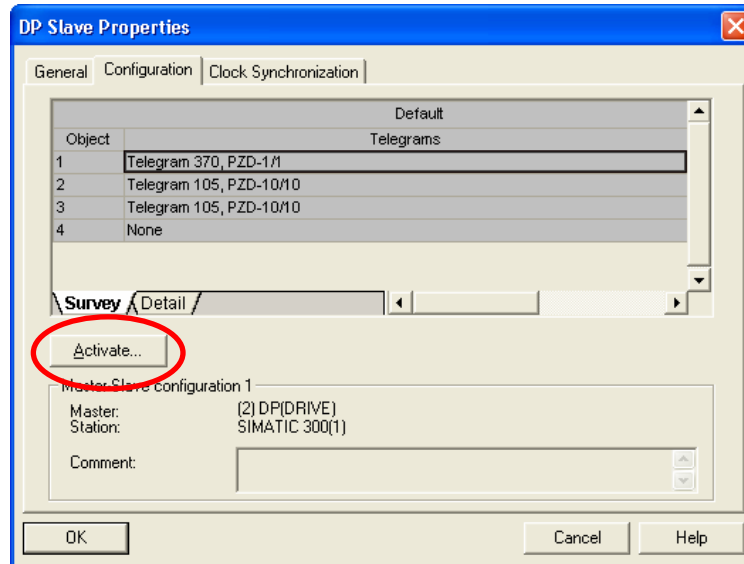 DP Slave Properties
General Configuration Clock Synchronization
Default
Object Telegrams
1 Telegram 370, PZD-1/1
2 Telegram 105, PZD-10/10
3 Telegram 105, PZD-10/10
4 None
Survey Detail
Activate...
Master-Slave configuration 1
Master: (2) DP(DRIVE)
Station: SIMATIC 300(1)
Comment:
OK Cancel Help